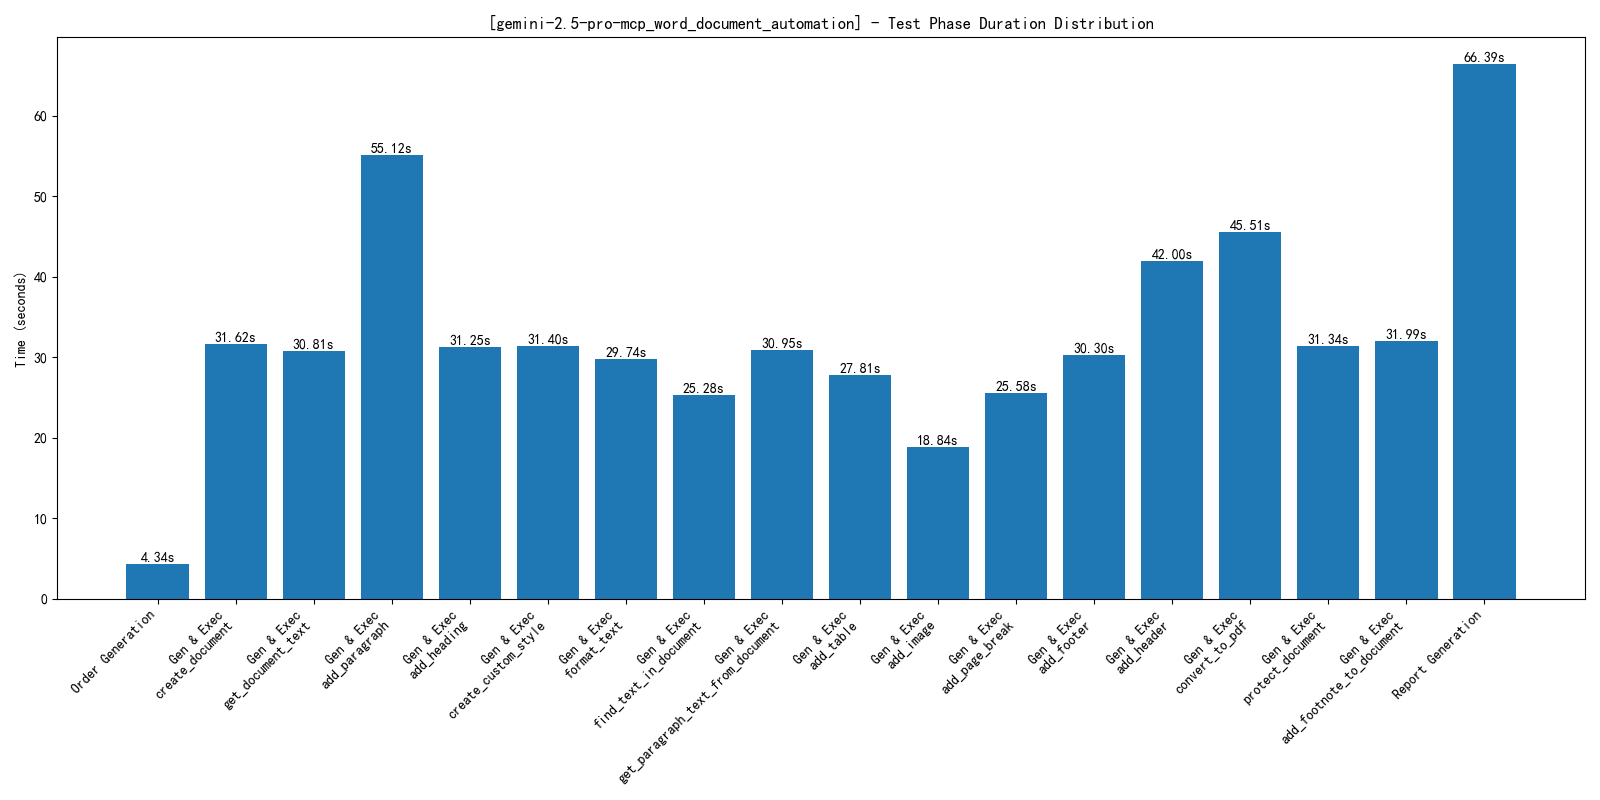 [gemini-2.5-pro-mcp_word_document_automation] - Test Phase Duration Distribution
Time (seconds)
60
50
40
30
20
10
0
4.34s
31.62s
30.81s
55.12s
31.25s
31.40s
29.74s
25.28s
30.95s
27.81s
18.84s
25.58s
30.30s
42.00s
45.51s
31.34s
31.99s
66.39s
Order Generation
Gen & Exec
create_document
Gen & Exec
get_document_text
Gen & Exec
add_paragraph
Gen & Exec
add_heading
Gen & Exec
create_custom_style
Gen & Exec
format_text
Gen & Exec
find_text_in_document
Gen & Exec
get_paragraph_text_from_document
Gen & Exec
add_table
Gen & Exec
add_image
Gen & Exec
add_page_break
Gen & Exec
add_footer
Gen & Exec
add_header
Gen & Exec
convert_to_pdf
Gen & Exec
protect_document
Gen & Exec
add_footnote_to_document
Report Generation